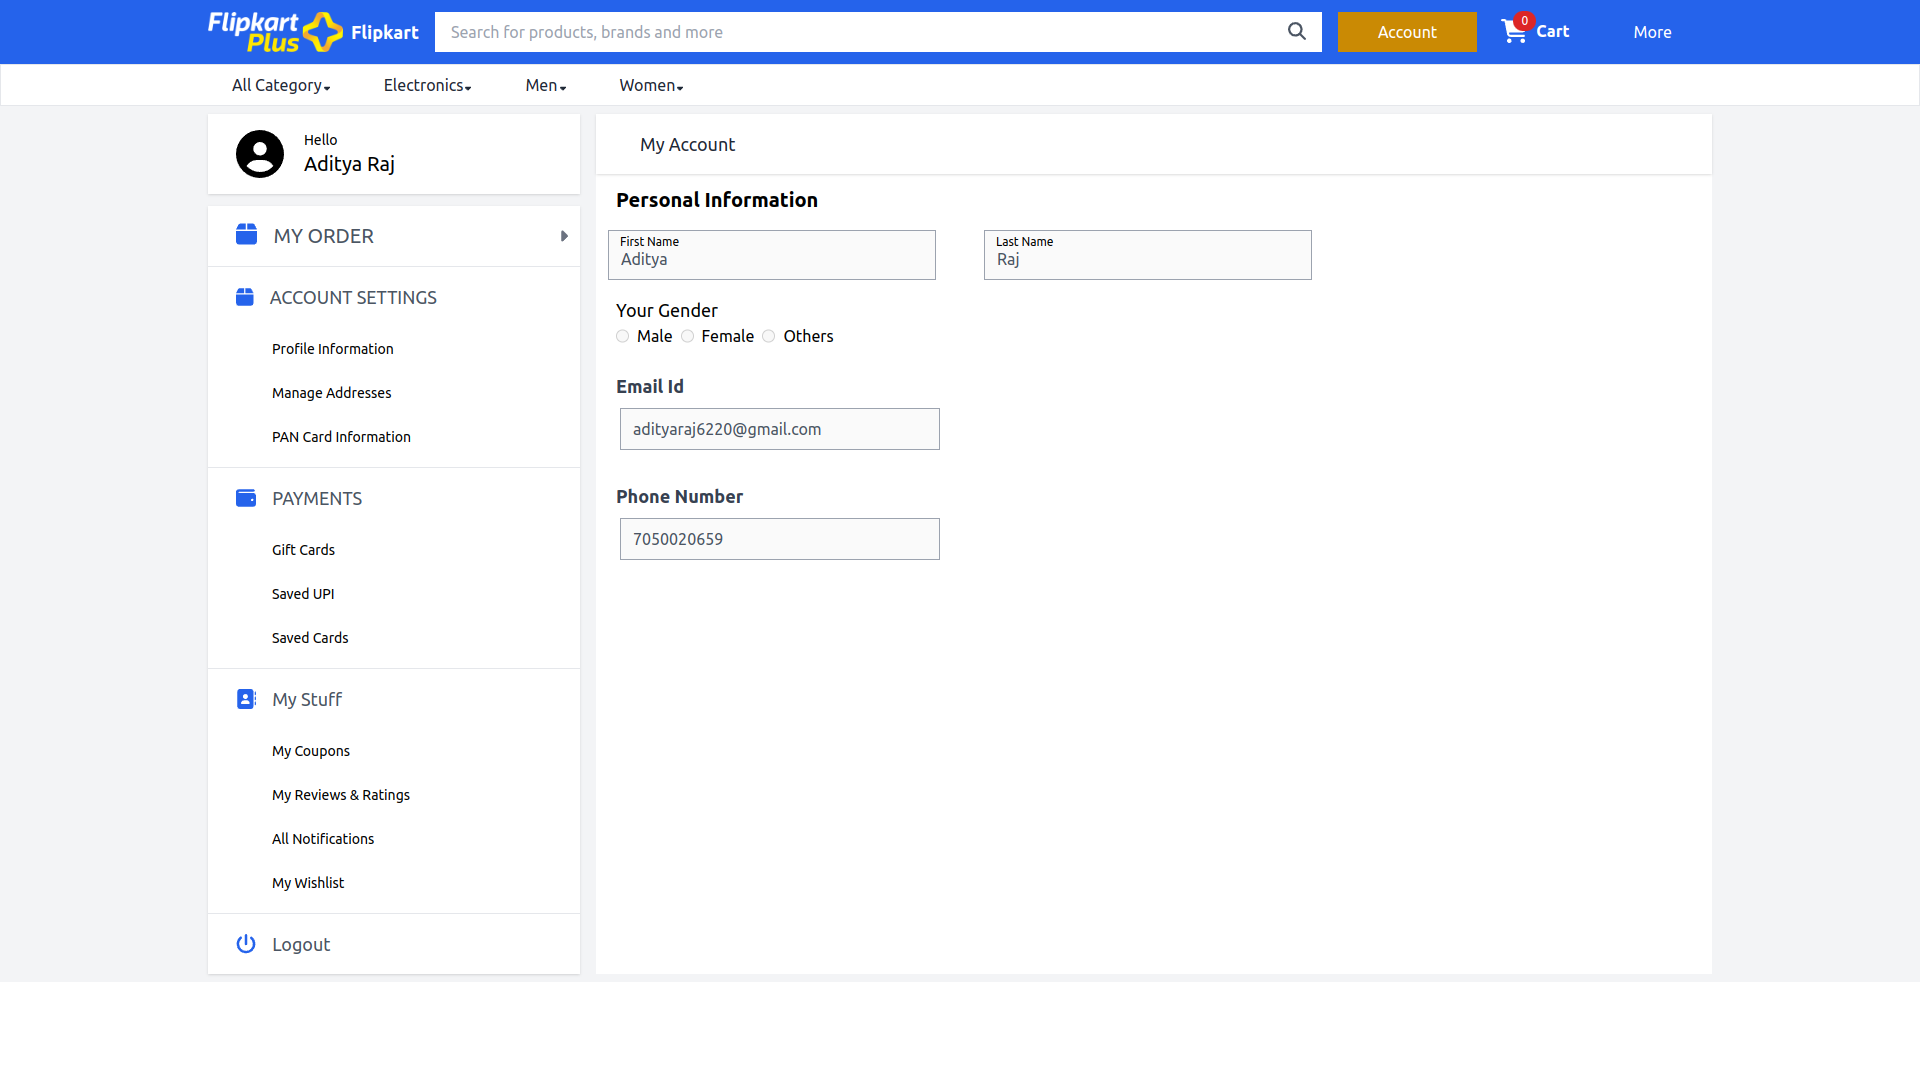 Flipkart
Plus
Flipkart
Search for products, brands and more
Account
0
Cart
More
All Category
Electronics
Men
Women
Hello
Aditya Raj
MY ORDER
ACCOUNT SETTINGS
Profile Information
Manage Addresses
PAN Card Information
PAYMENTS
Gift Cards
Saved UPI
Saved Cards
My Stuff
My Coupons
My Reviews & Ratings
All Notifications
My Wishlist
Logout
My Account
Personal Information
First Name
Aditya
Last Name
Raj
Your Gender
Male Female Others
Email Id
adityaraj6220@gmail.com
Phone Number
7050020659